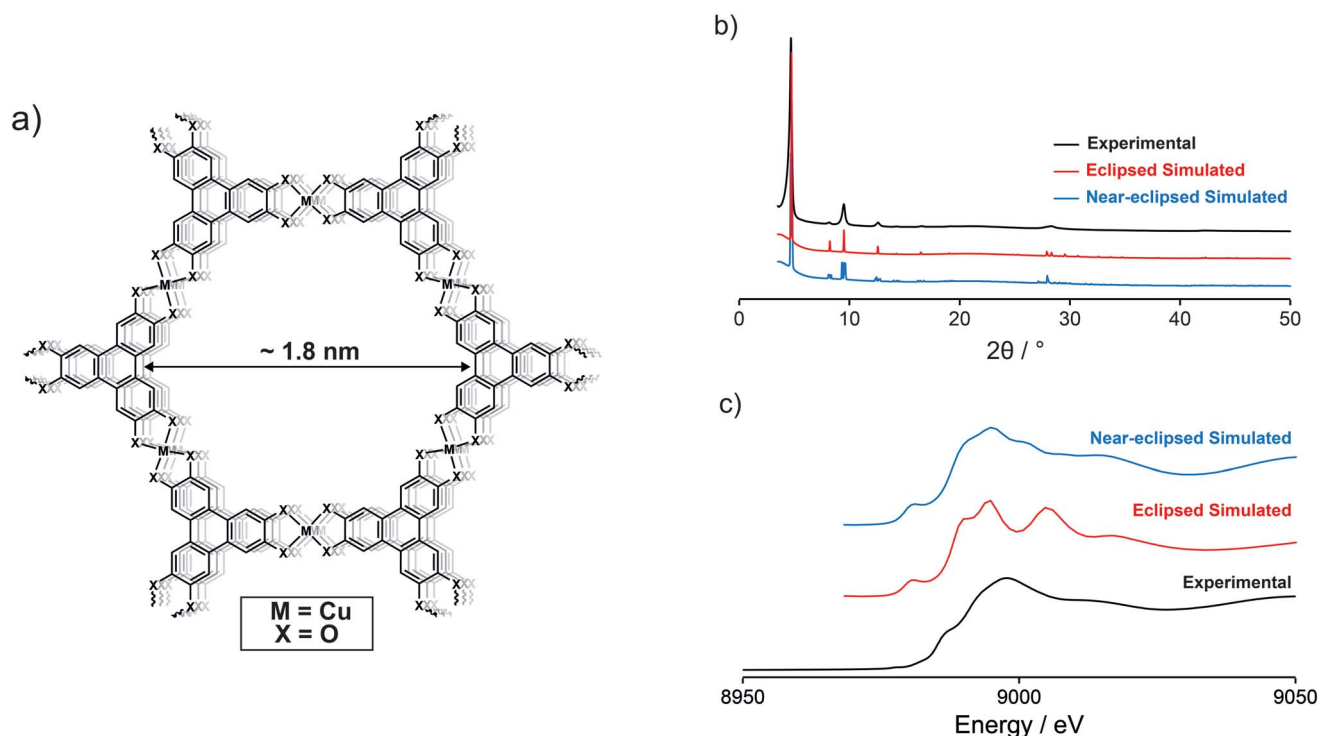 a)
X
M
~ 1.8 nm
M = Cu
X = O
b)
Experimental
Eclipsed Simulated
Near-eclipsed Simulated
0 10 20 30 40 50
2θ / °
c)
Near-eclipsed Simulated
Eclipsed Simulated
Experimental
8950 9000 9050
Energy / eV